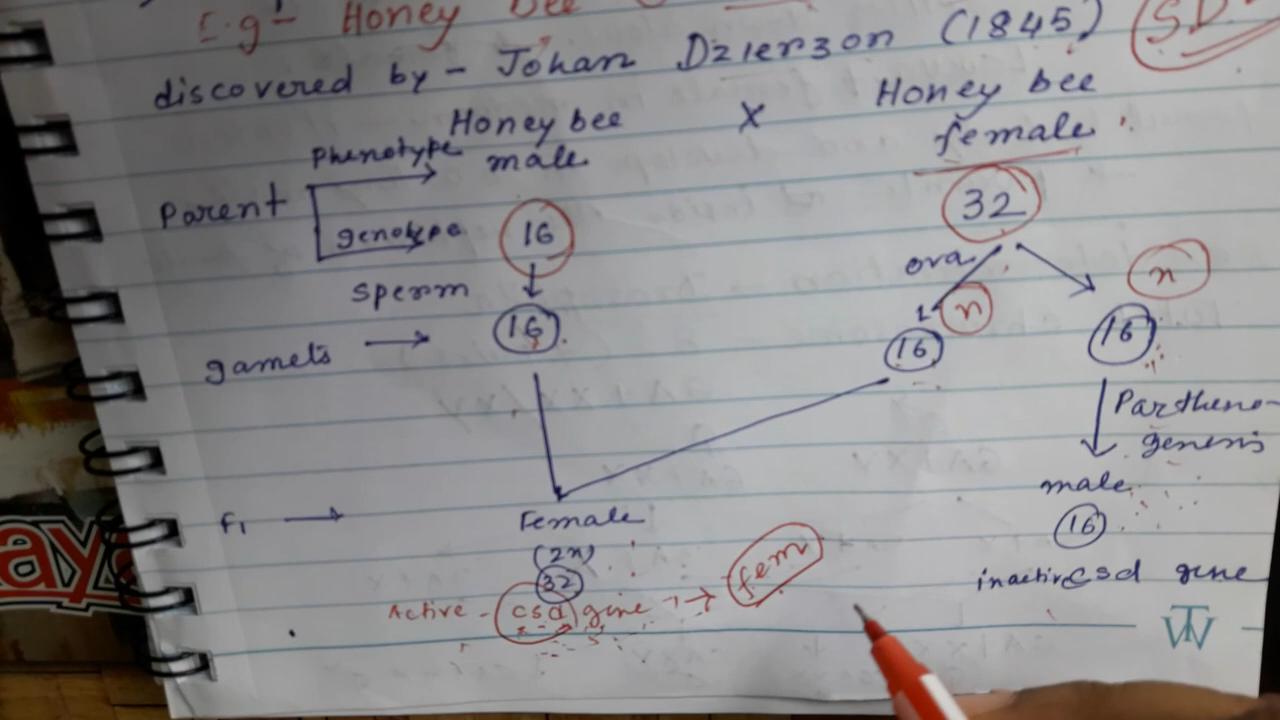 E.g:- Honey bee
discovered by - Johan Dzierzon (1845)
SD
Honey bee male X Honey bee female
Parent
Phenotype
genotype
16
32
sperm
ova
n
n
gamets → 16
16
16
Partheno-
genesis
male
16
inactive csd gene
F1 → Female
(2n)
32
Active - csd gene → fem